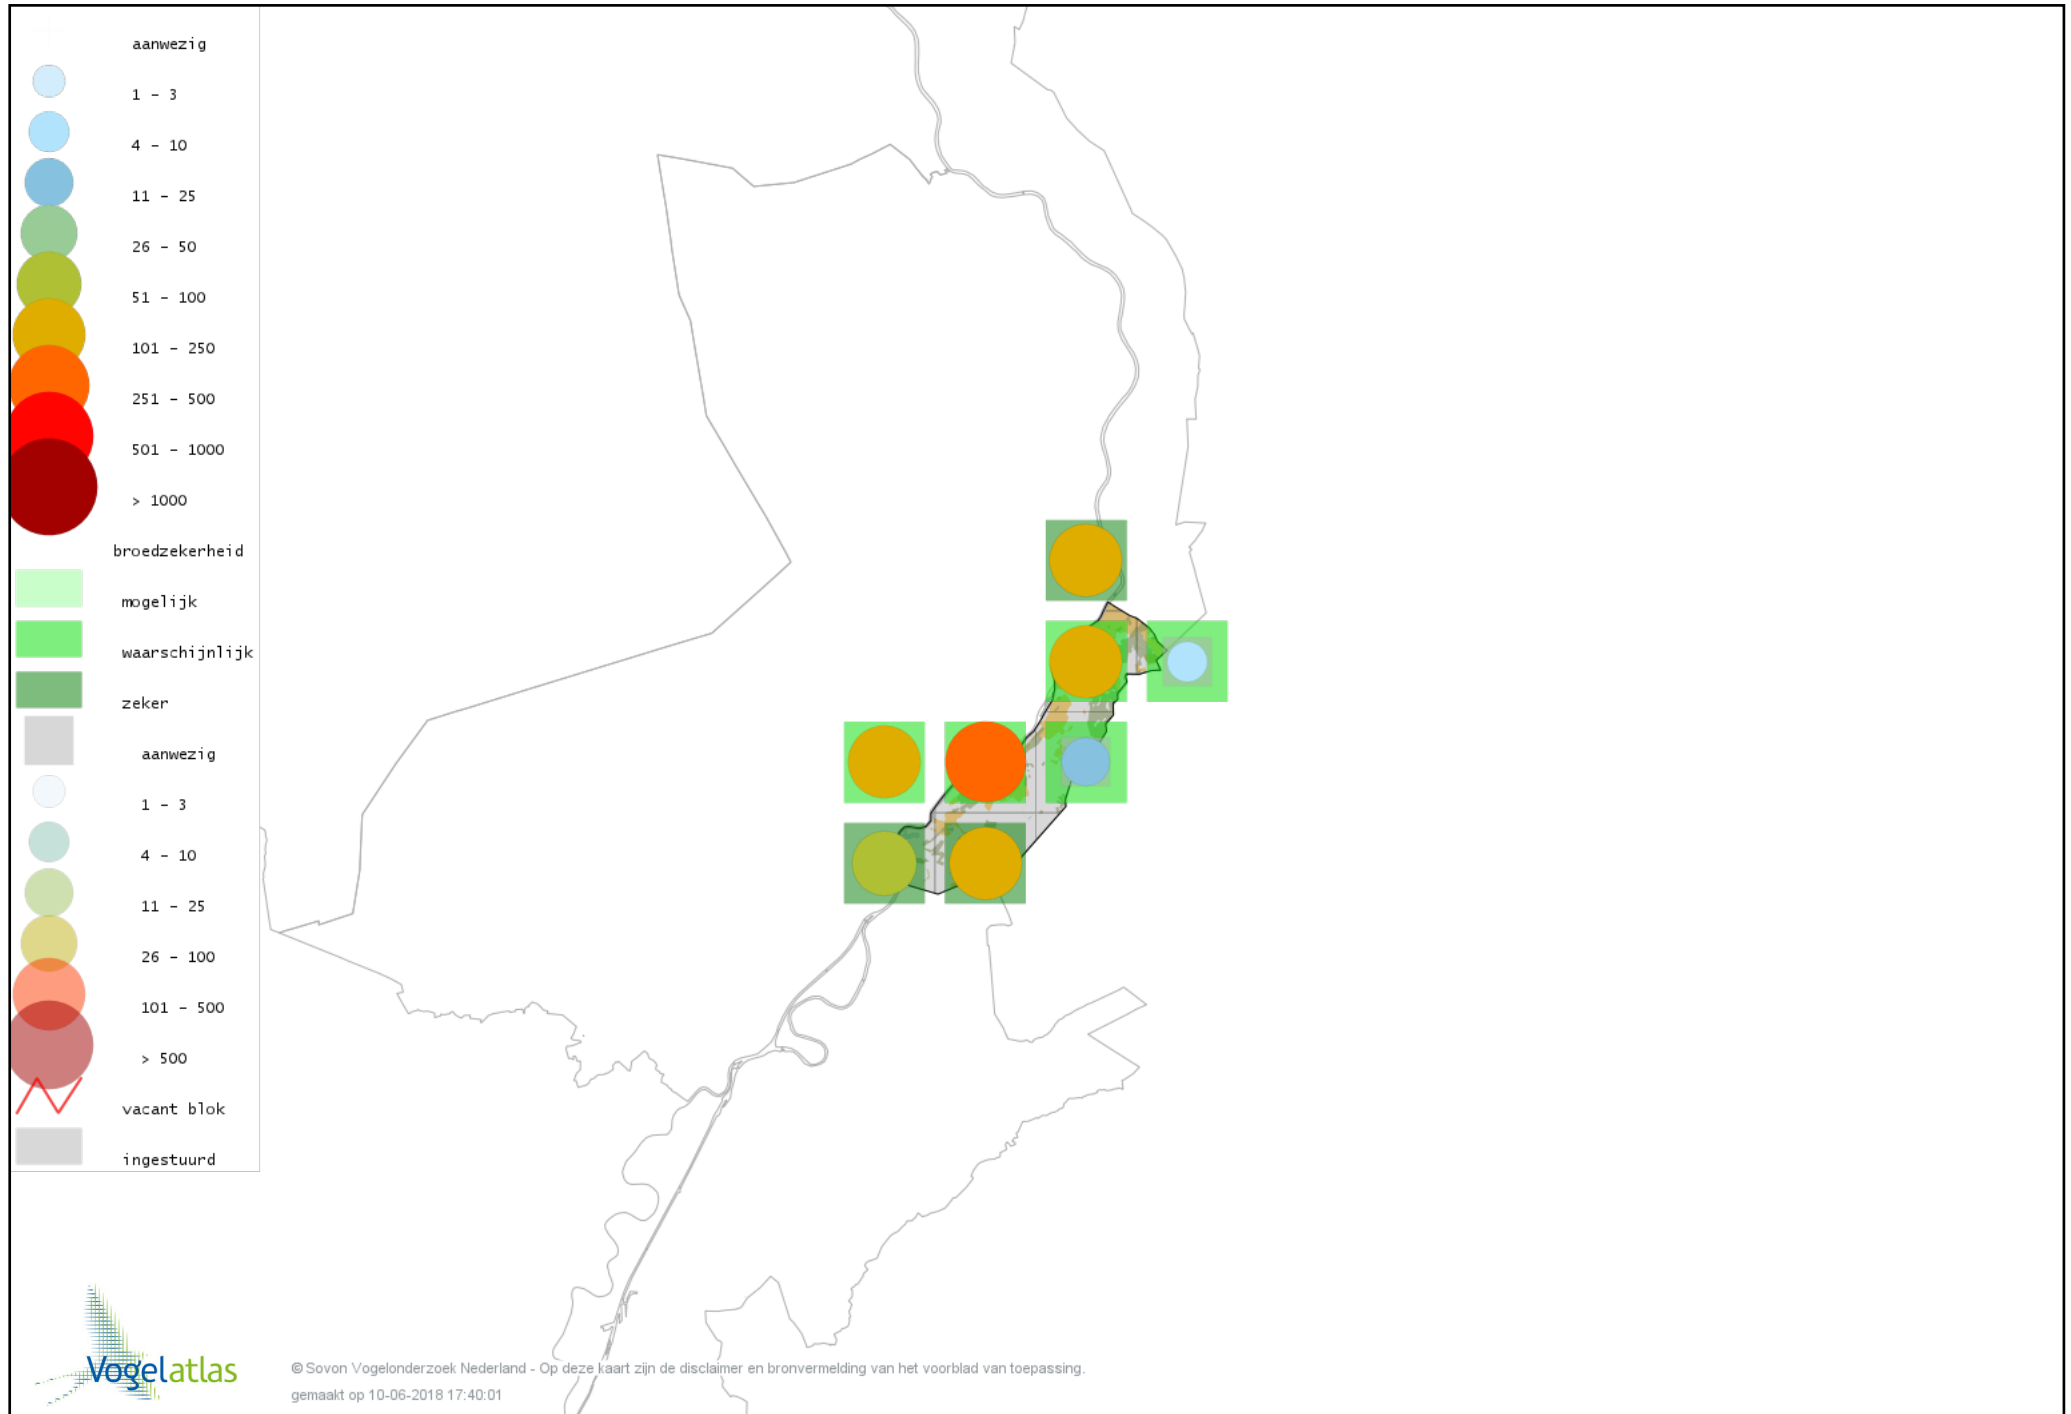 aanwezig
1 - 3
4 - 10
11 - 25
26 - 50
51 - 100
101 - 250
251 - 500
501 - 1000
> 1000
broedzekerheid
mogelijk
waarschijnlijk
zeker
aanwezig
1 - 3
4 - 10
11 - 25
26 - 100
101 - 500
> 500
vacant blok
ingestuurd
Vogelatlas
© Sovon Vogelonderzoek Nederland - Op deze kaart zijn de disclaimer en bronvermelding van het voorblad van toepassing.
gemaakt op 10-06-2018 17:40:01